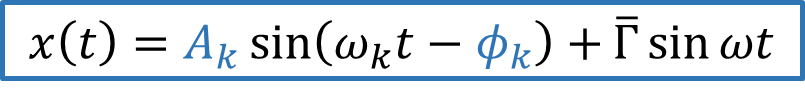 x(t) = A_k sin(ω_k t − ϕ_k) + Γ̅ sin ωt